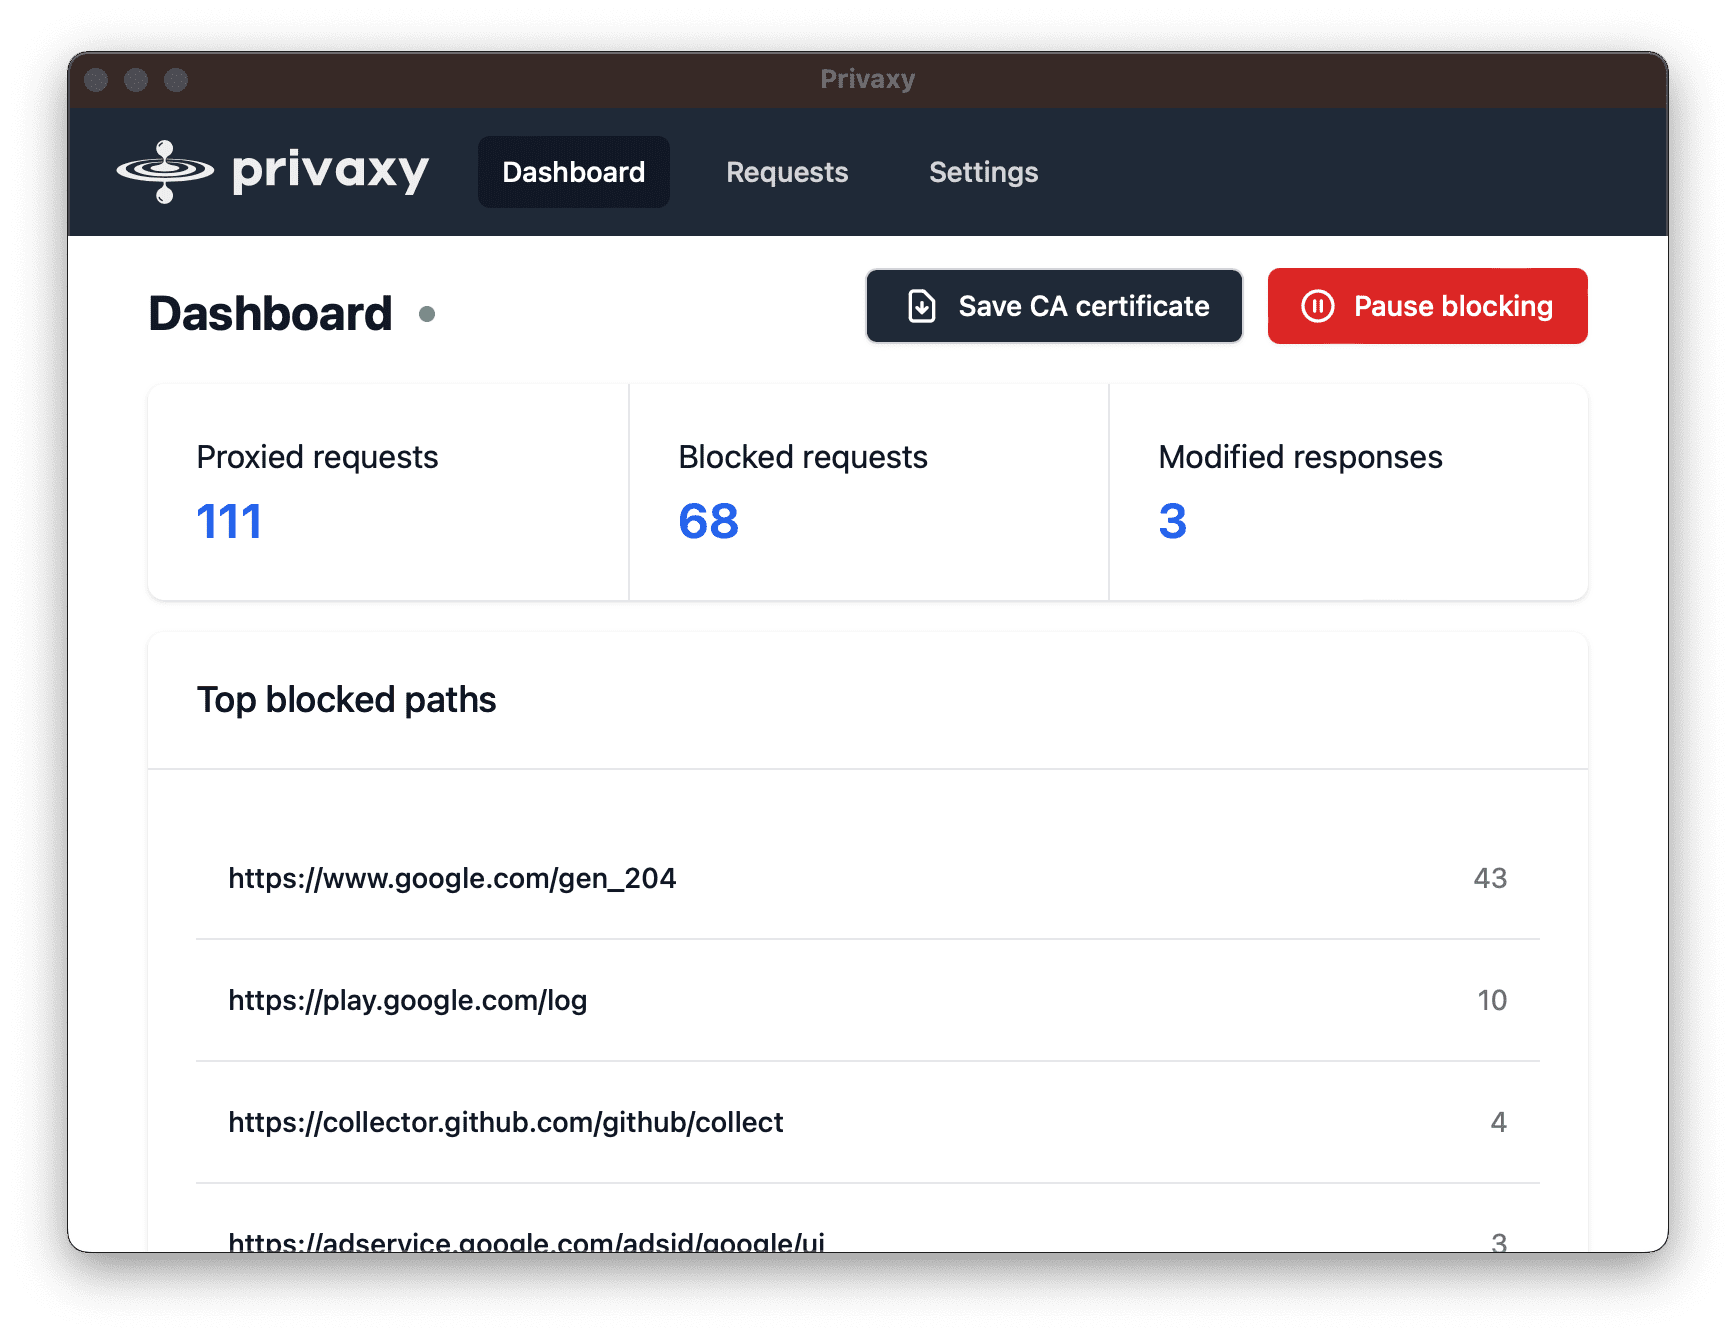 Privaxy
privaxy Dashboard Requests Settings
Dashboard Save CA certificate Pause blocking
Proxied requests Blocked requests Modified responses
111 68 3
Top blocked paths
https://www.google.com/gen_204 43
https://play.google.com/log 10
https://collector.github.com/github/collect 4
https://adservice.google.com/adsid/google/ui 3